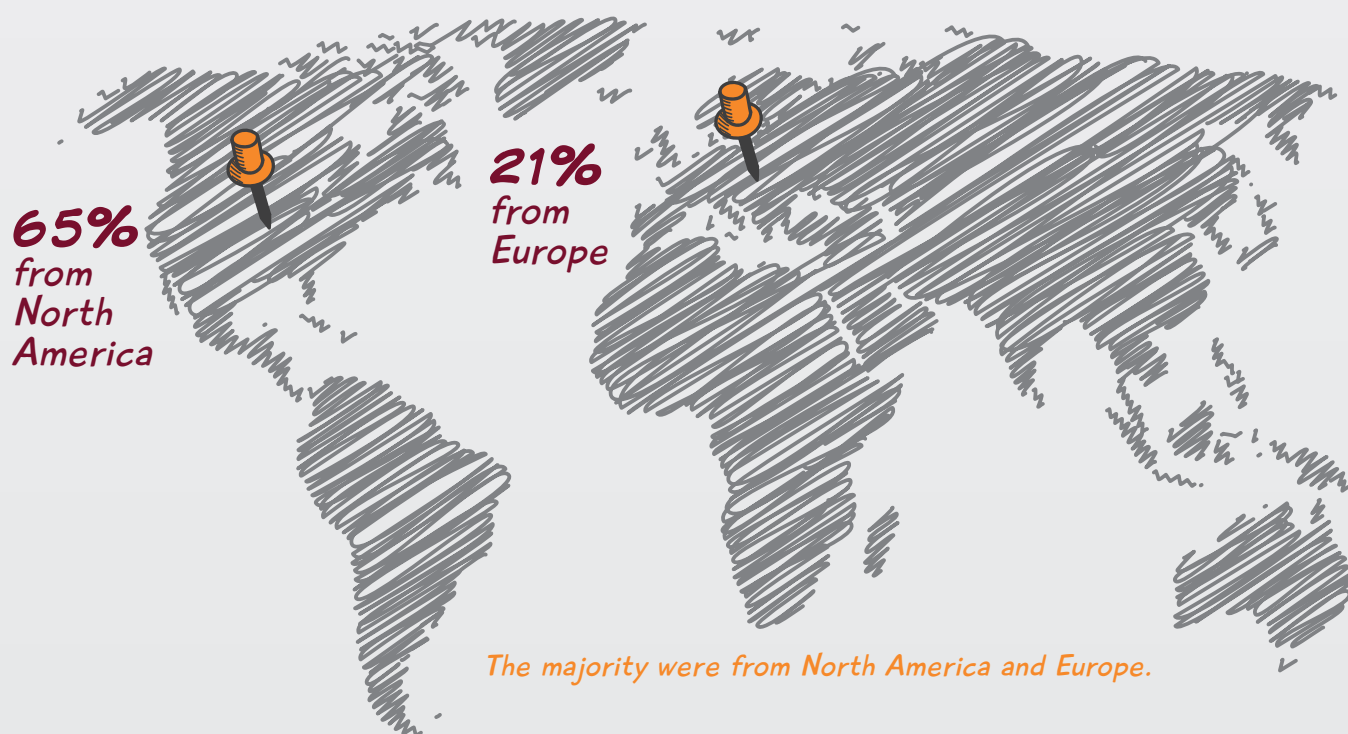 65%
from
North
America
21%
from
Europe
The majority were from North America and Europe.